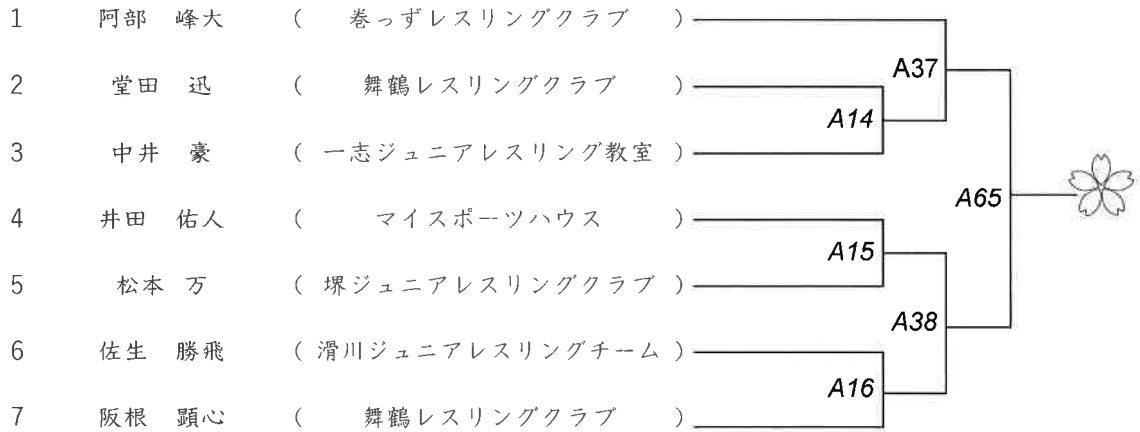 1 阿部 峰大 ( 巻っずレスリングクラブ )
A37
2 堂田 迅 ( 舞鶴レスリングクラブ )
A14
3 中井 豪 ( 一志ジュニアレスリング教室 )
A65
4 井田 佑人 ( マイスポーツハウス )
A15
5 松本 万 ( 堺ジュニアレスリングクラブ )
A38
6 佐生 勝飛 ( 滑川ジュニアレスリングチーム )
A16
7 阪根 顕心 ( 舞鶴レスリングクラブ )